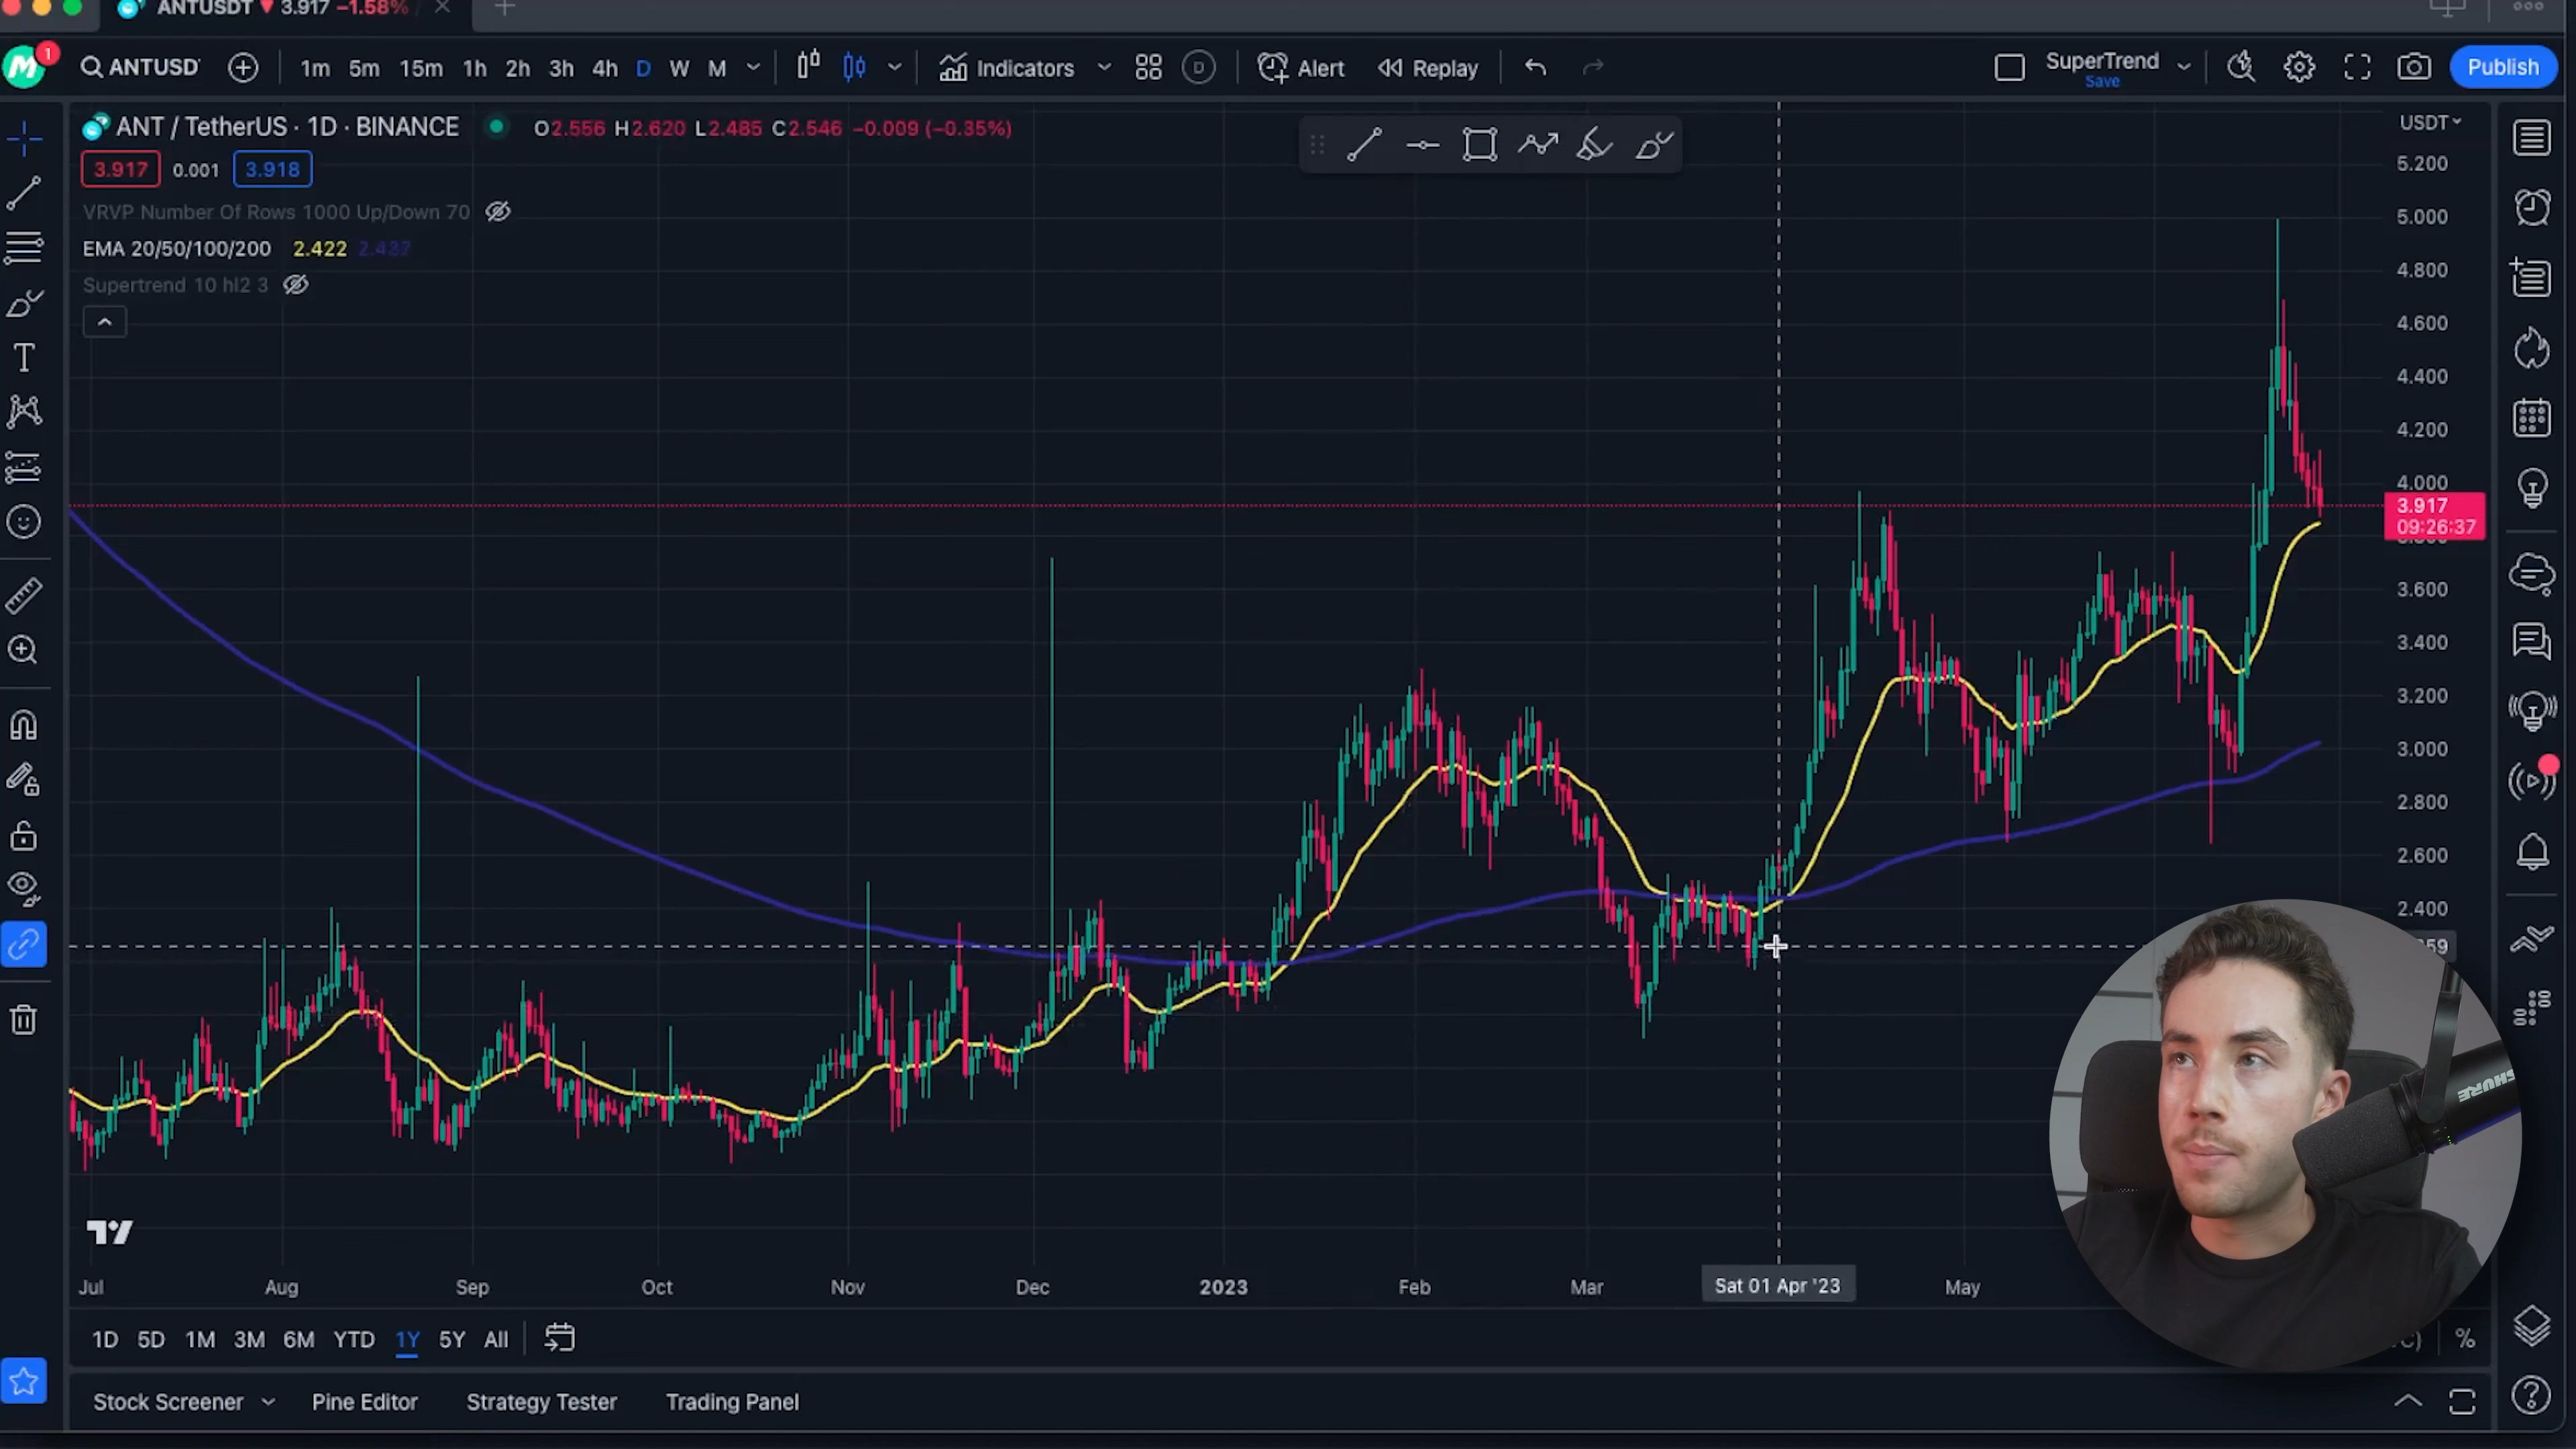 ANTUSDT ▼ 3.917 −1.58%
1
ANTUSD
1m 5m 15m 1h 2h 3h 4h D W M
Indicators
D
Alert
Replay
SuperTrend
Save
Publish
ANT / TetherUS · 1D · BINANCE
O2.556 H2.620 L2.485 C2.546 −0.009 (−0.35%)
3.917 0.001 3.918
VRVP Number Of Rows 1000 Up/Down 70
EMA 20/50/100/200 2.422 2.437
Supertrend 10 hl2 3
USDT
5.200
5.000
4.800
4.600
4.400
4.200
4.000
3.917
09:26:37
3.600
3.400
3.200
3.000
2.800
2.600
2.400
59
SHURE
Jul Aug Sep Oct Nov Dec 2023 Feb Mar Sat 01 Apr '23 May
1D 5D 1M 3M 6M YTD 1Y 5Y All
%
Stock Screener Pine Editor Strategy Tester Trading Panel